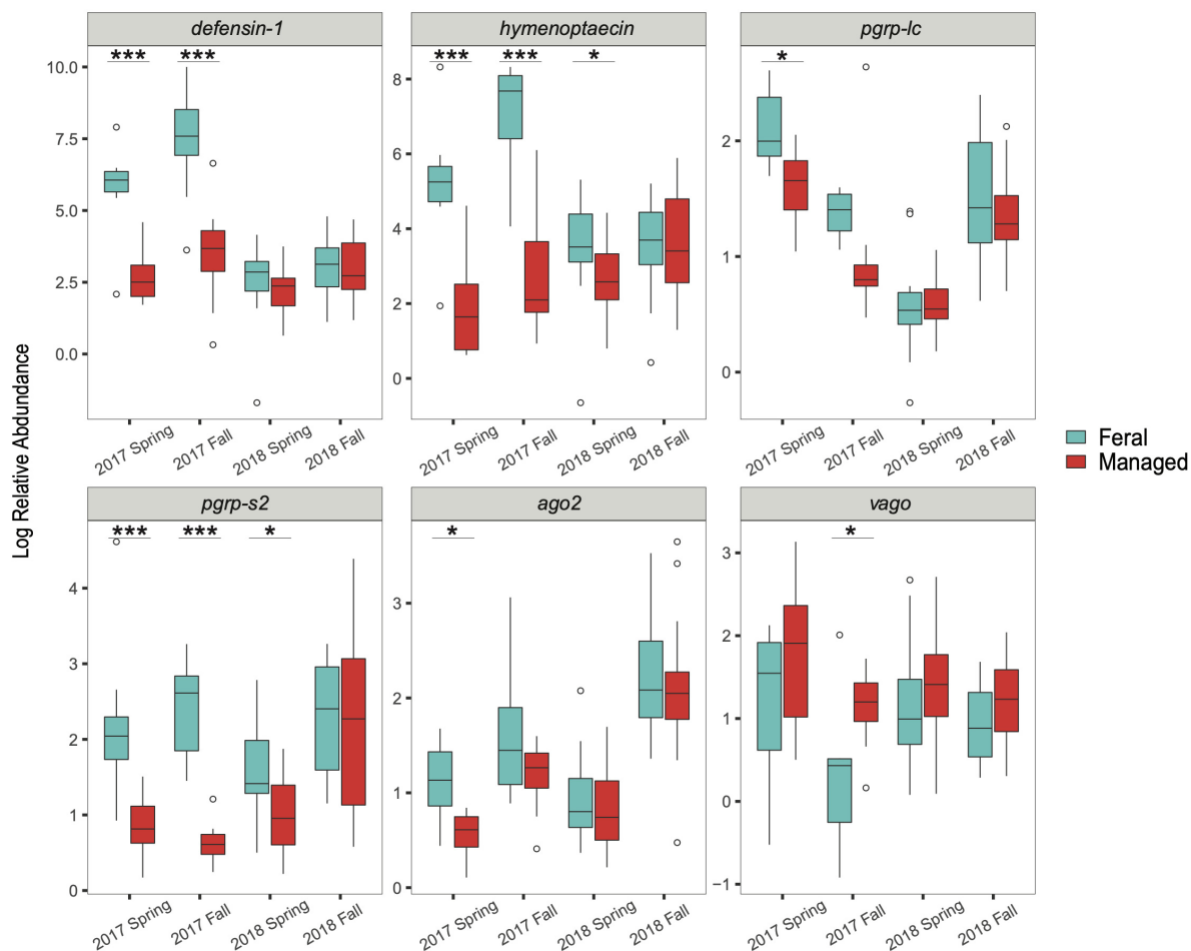 defensin-1
hymenoptaecin
pgrp-lc
*** *** *** *** * *
10.0
7.5
5.0
2.5
0.0
8
6
4
2
0
2
1
0
2017 Spring 2017 Fall 2018 Spring 2018 Fall
2017 Spring 2017 Fall 2018 Spring 2018 Fall
2017 Spring 2017 Fall 2018 Spring 2018 Fall
Log Relative Abdundance
Feral
Managed
pgrp-s2
ago2
vago
*** *** * * *
4
3
2
1
0
3
2
1
0
3
2
1
0
−1
2017 Spring 2017 Fall 2018 Spring 2018 Fall
2017 Spring 2017 Fall 2018 Spring 2018 Fall
2017 Spring 2017 Fall 2018 Spring 2018 Fall